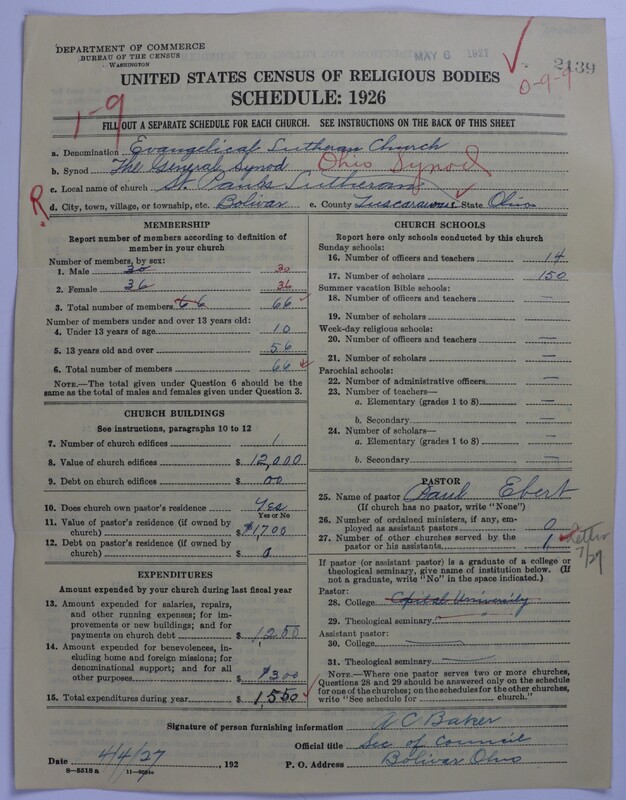 DEPARTMENT OF COMMERCE
BUREAU OF THE CENSUS
WASHINGTON
MAY 6 1927
2139
0-9-9
UNITED STATES CENSUS OF RELIGIOUS BODIES
SCHEDULE: 1926
1-9
FILL OUT A SEPARATE SCHEDULE FOR EACH CHURCH. SEE INSTRUCTIONS ON THE BACK OF THIS SHEET
a. Denomination Evangelical Lutheran Church
b. Synod The General Synod Ohio Synod
c. Local name of church St. Pauls Lutheran
R
d. City, town, village, or township, etc. Bolivar e. County Tuscarawas State Ohio
MEMBERSHIP
Report number of members according to definition of member in your church
Number of members, by sex:
1. Male 30 30
2. Female 36 36
3. Total number of members 66 66
Number of members under and over 13 years old:
4. Under 13 years of age 10
5. 13 years old and over 56
6. Total number of members 66
NOTE.—The total given under Question 6 should be the same as the total of males and females given under Question 3.
CHURCH BUILDINGS
See instructions, paragraphs 10 to 12
7. Number of church edifices 1
8. Value of church edifices $ 12,000
9. Debt on church edifices $ 00
10. Does church own pastor's residence Yes
Yes or No
11. Value of pastor's residence (if owned by church) $ $1700
12. Debt on pastor's residence (if owned by church) $ 0
EXPENDITURES
Amount expended by your church during last fiscal year
13. Amount expended for salaries, repairs, and other running expenses; for improvements or new buildings; and for payments on church debt $ 1250
14. Amount expended for benevolences, including home and foreign missions; for denominational support; and for all other purposes $ $300
15. Total expenditures during year $ 1,550
CHURCH SCHOOLS
Report here only schools conducted by this church
Sunday schools:
16. Number of officers and teachers 14
17. Number of scholars 150
Summer vacation Bible schools:
18. Number of officers and teachers —
19. Number of scholars —
Week-day religious schools:
20. Number of officers and teachers —
21. Number of scholars —
Parochial schools:
22. Number of administrative officers —
23. Number of teachers—
a. Elementary (grades 1 to 8) —
b. Secondary —
24. Number of scholars—
a. Elementary (grades 1 to 8) —
b. Secondary —
PASTOR
25. Name of pastor Paul Ebert
(If church has no pastor, write "None")
26. Number of ordained ministers, if any, employed as assistant pastors 0
27. Number of other churches served by the pastor or his assistants 1
Letter 7/29
If pastor (or assistant pastor) is a graduate of a college or theological seminary, give name of institution below. (If not a graduate, write "No" in the space indicated.)
Pastor:
28. College Capital University
29. Theological seminary
Assistant pastor:
30. College
31. Theological seminary
NOTE.—Where one pastor serves two or more churches, Questions 28 and 29 should be answered only on the schedule for one of the churches; on the schedules for the other churches, write "See schedule for church."
Signature of person furnishing information A C Baker
Official title Sec of Council
Date 4/4/27, 192 P. O. Address Bolivar Ohio
8-5518 a